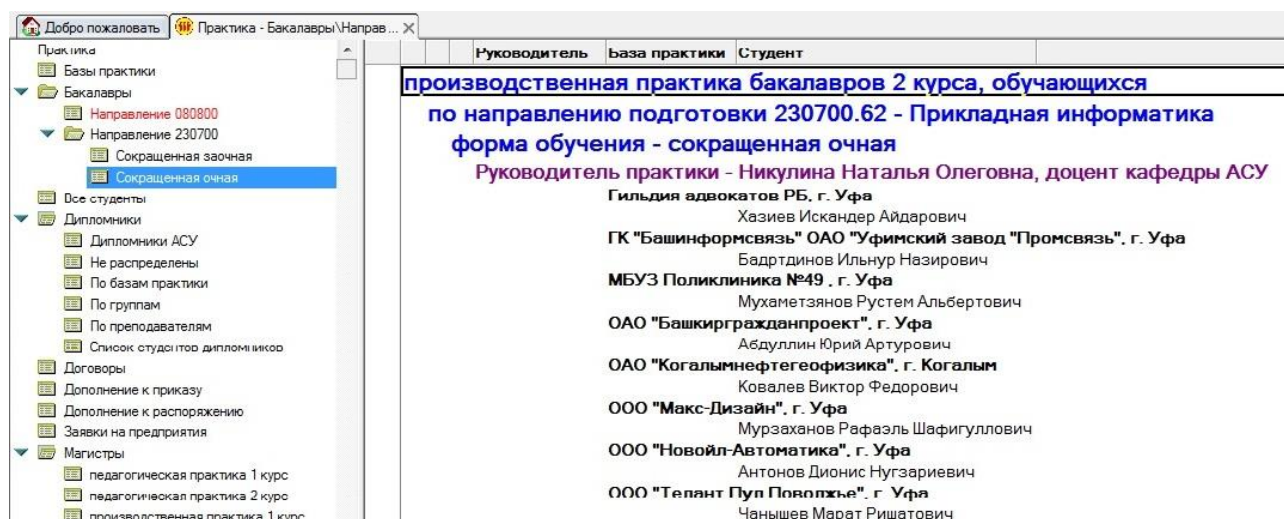 Добро пожаловать
Практика - Бакалавры\Направ...
Практика
Базы практики
Бакалавры
Направление 080800
Направление 230700
Сокращенная заочная
Сокращенная очная
Все студенты
Дипломники
Дипломники АСУ
Не распределены
По базам практики
По группам
По преподавателям
Список студентов дипломников
Договоры
Дополнение к приказу
Дополнение к распоряжению
Заявки на предприятия
Магистры
педагогическая практика 1 курс
педагогическая практика 2 курс
производственная практика 1 курс
Руководитель База практики Студент
производственная практика бакалавров 2 курса, обучающихся
по направлению подготовки 230700.62 - Прикладная информатика
форма обучения - сокращенная очная
Руководитель практики - Никулина Наталья Олеговна, доцент кафедры АСУ
Гильдия адвокатов РБ, г. Уфа
Хазиев Искандер Айдарович
ГК "Башинформсвязь" ОАО "Уфимский завод "Промсвязь", г. Уфа
Бадртдинов Ильнур Назирович
МБУЗ Поликлиника №49 , г. Уфа
Мухаметзянов Рустем Альбертович
ОАО "Башкиргражданпроект", г. Уфа
Абдуллин Юрий Артурович
ОАО "Когалымнефтегеофизика", г. Когалым
Ковалев Виктор Федорович
ООО "Макс-Дизайн", г. Уфа
Мурзаханов Рафаэль Шафигуллович
ООО "Новойл-Автоматика", г. Уфа
Антонов Дионис Нугзариевич
ООО "Телант Пул Поволжье", г. Уфа
Чанышев Марат Ришатович